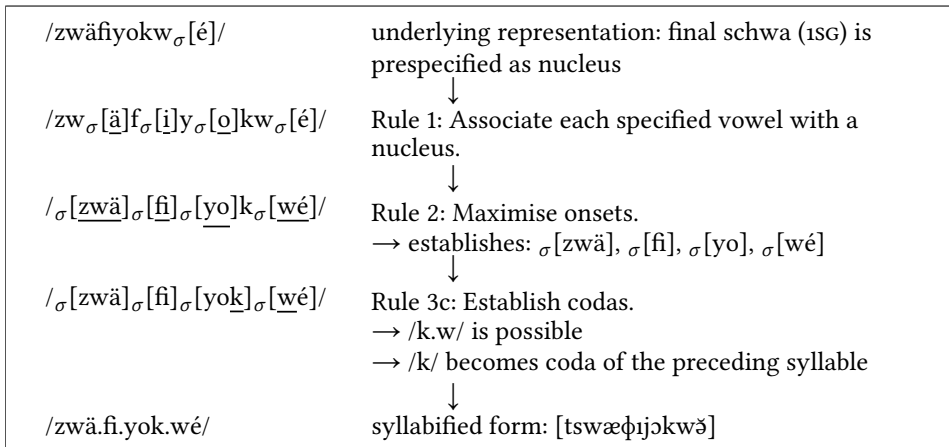 /zwäfiyokwσ[é]/ underlying representation: final schwa (1SG) is
prespecified as nucleus
↓
/zwσ[ä]fσ[i]yσ[o]kwσ[é]/ Rule 1: Associate each specified vowel with a
nucleus.
↓
/σ[zwä]σ[fi]σ[yo]kσ[wé]/ Rule 2: Maximise onsets.
→ establishes: σ[zwä], σ[fi], σ[yo], σ[wé]
↓
/σ[zwä]σ[fi]σ[yok]σ[wé]/ Rule 3c: Establish codas.
→ /k.w/ is possible
→ /k/ becomes coda of the preceding syllable
↓
/zwä.fi.yok.wé/ syllabified form: [tswæɸɪjɔkwə̆]